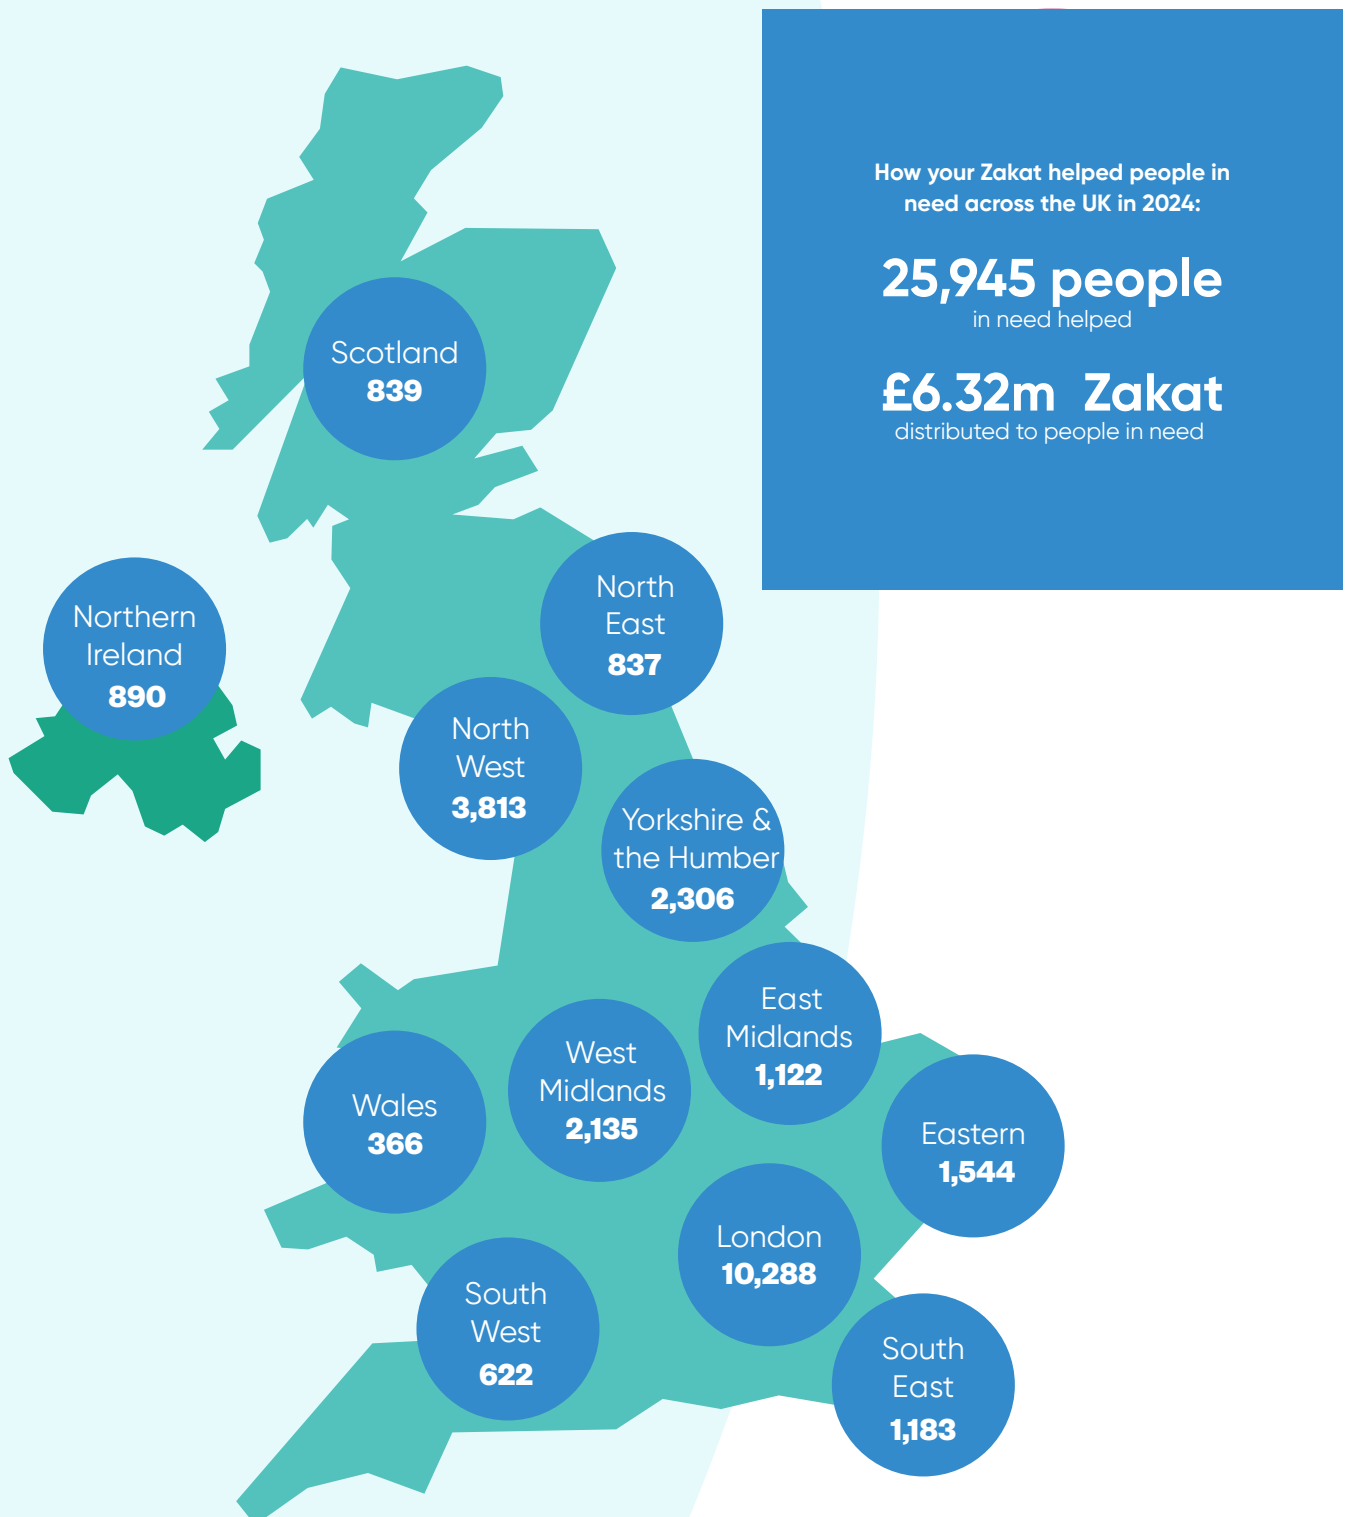 How your Zakat helped people in
need across the UK in 2024:
25,945 people
in need helped
£6.32m Zakat
distributed to people in need
Scotland
839
North
East
837
Northern
Ireland
890
North
West
3,813
Yorkshire &
the Humber
2,306
East
Midlands
1,122
West
Midlands
2,135
Wales
366
Eastern
1,544
London
10,288
South
West
622
South
East
1,183